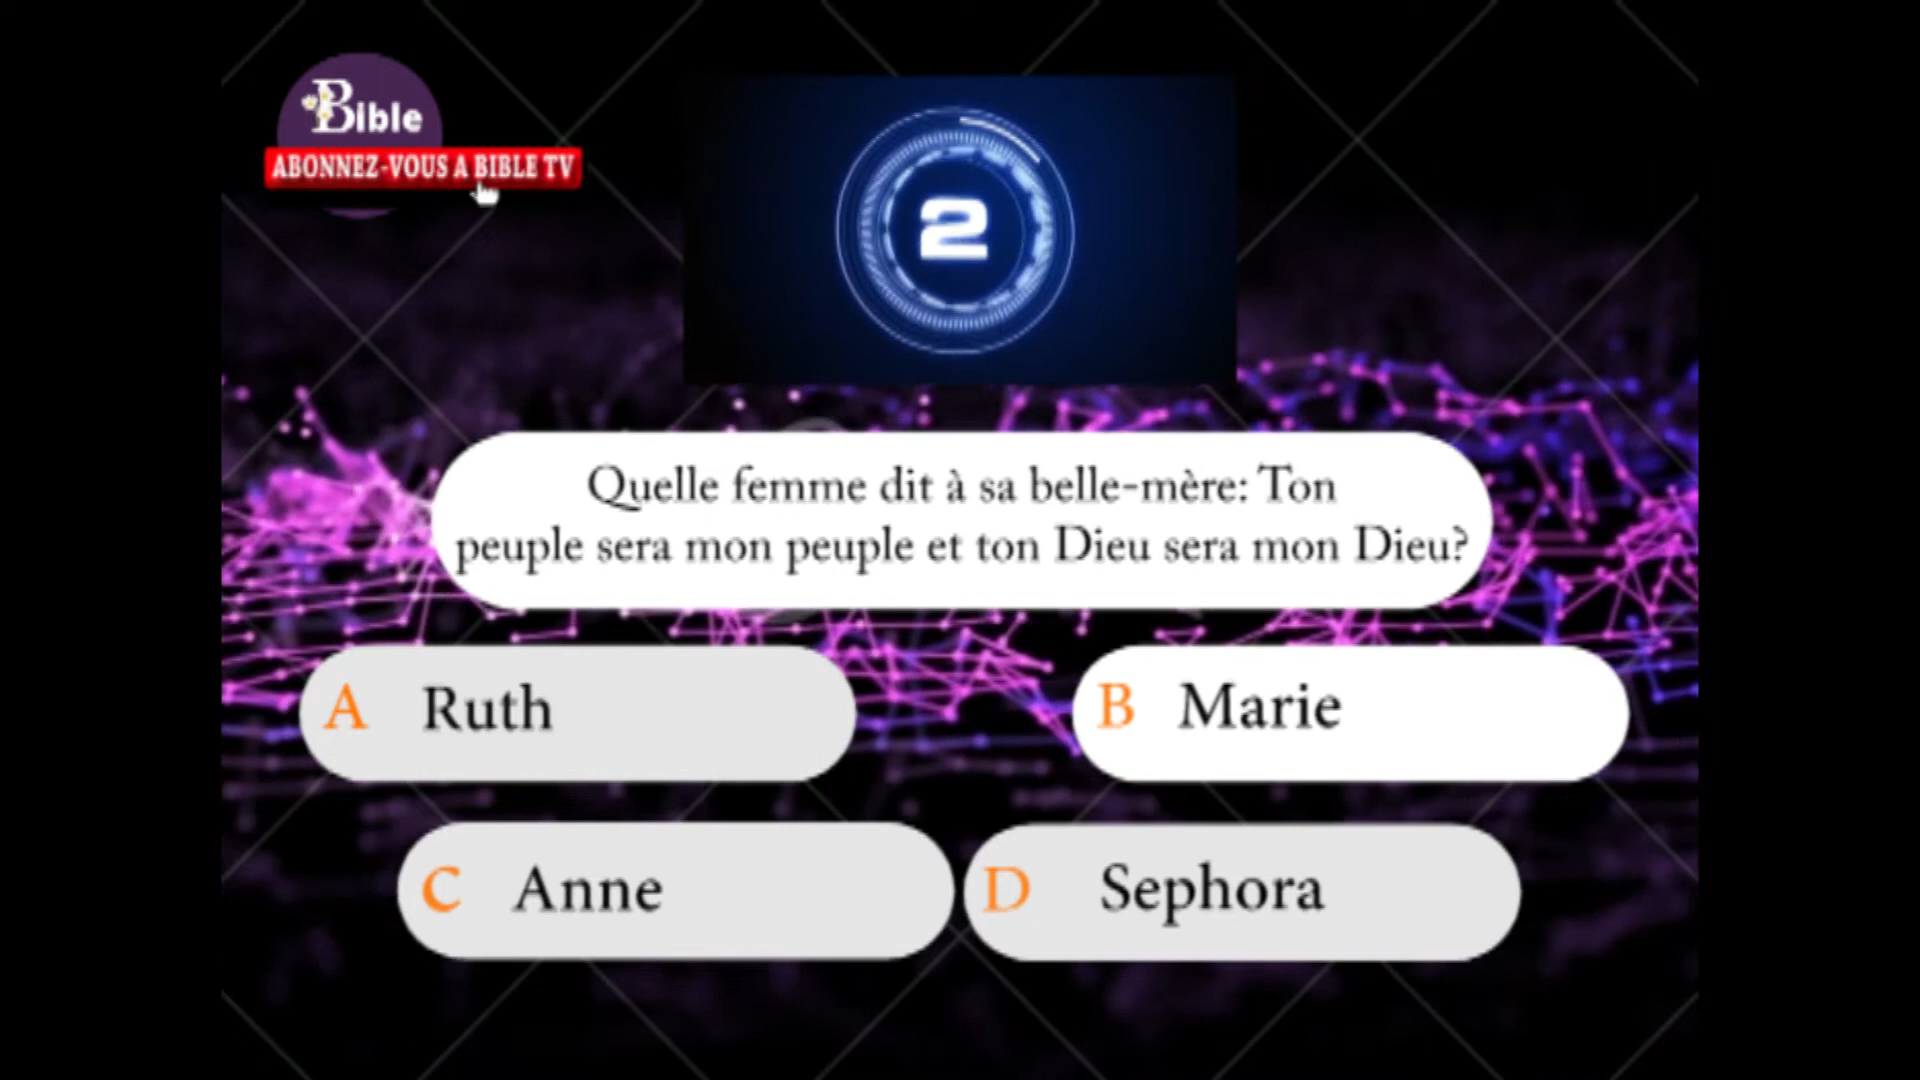 Bible
ABONNEZ-VOUS A BIBLE TV
2
Quelle femme dit à sa belle-mère: Ton
peuple sera mon peuple et ton Dieu sera mon Dieu?
A Ruth
B Marie
C Anne
D Sephora